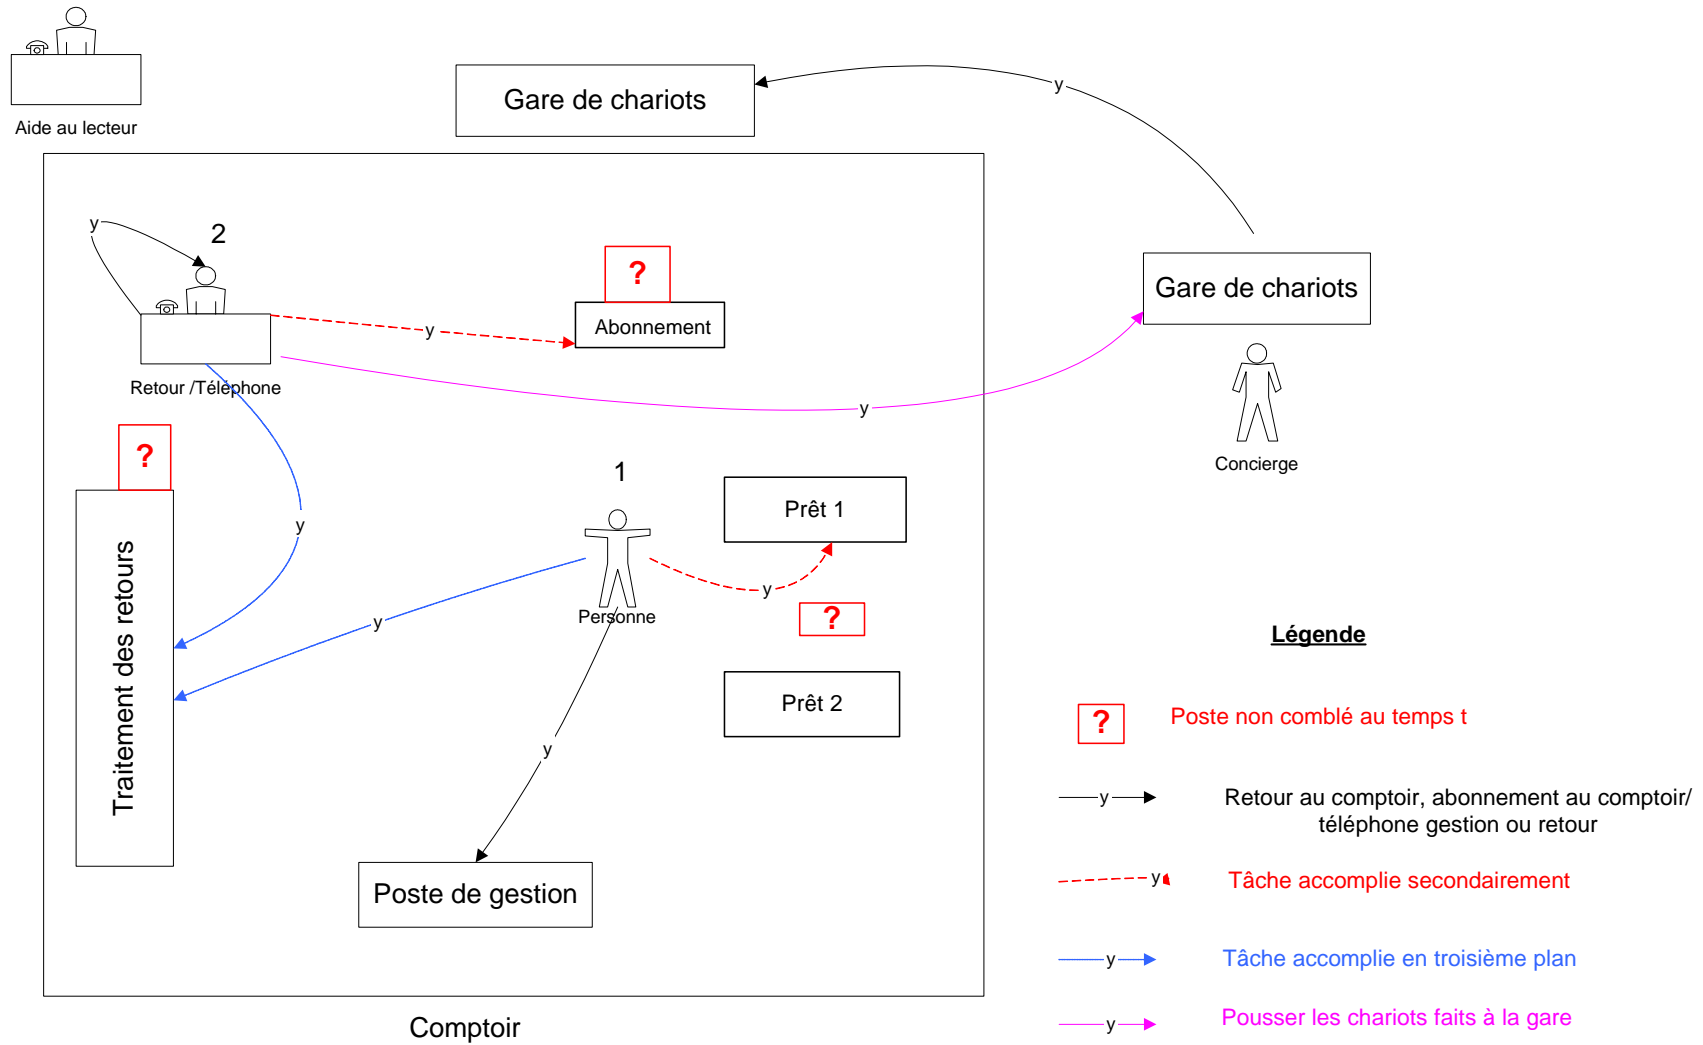 Aide au lecteur
Gare de chariots
y
y
2
?
Abonnement
y
Retour /Téléphone
Gare de chariots
y
Concierge
?
Traitement des retours
y
1
Personne
y
y
Prêt 1
?
Prêt 2
y
Poste de gestion
Comptoir
Légende
?
Poste non comblé au temps t
y
Retour au comptoir, abonnement au comptoir/
téléphone gestion ou retour
y
Tâche accomplie secondairement
y
Tâche accomplie en troisième plan
y
Pousser les chariots faits à la gare